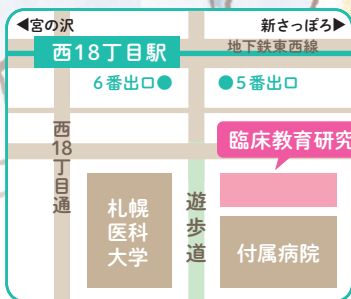 ◀宮の沢
新さっぽろ▶
西18丁目駅
地下鉄東西線
6番出口●
●5番出口
西18丁目通
臨床教育研究
札幌
医科
大学
遊歩道
付属病院